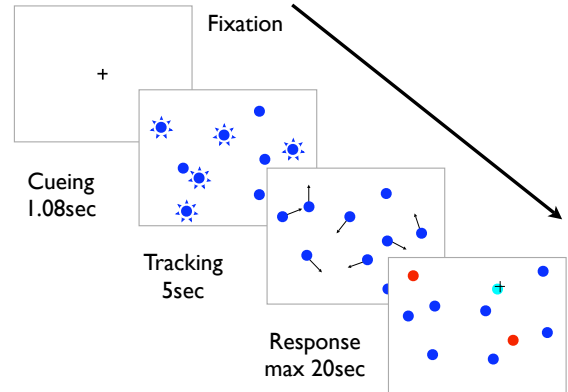 Fixation
Cueing
1.08sec
Tracking
5sec
Response
max 20sec